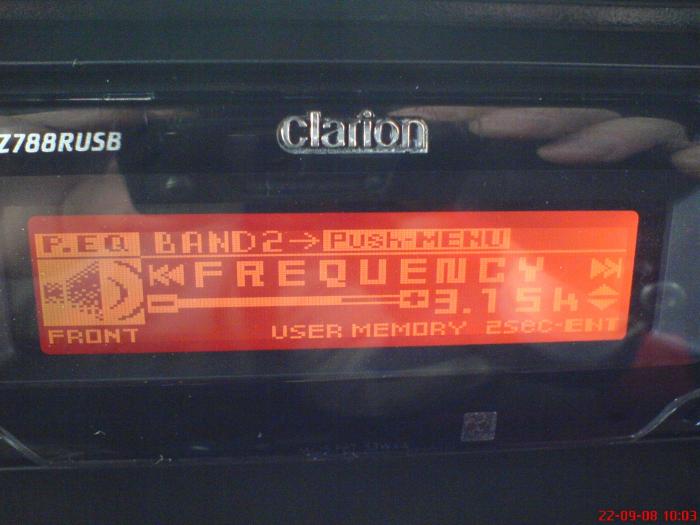 Z788RUSB
clarion
P.EQ BAND2→PUSH-MENU
FREQUENCY
3.15k
FRONT USER MEMORY 2sec-ENT
22-09-08 10:03